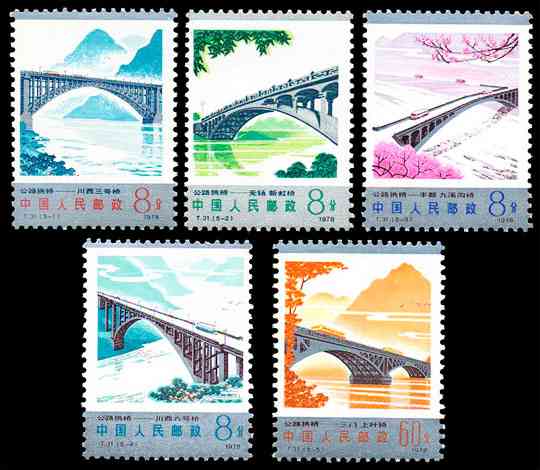 公路拱桥——川西三号桥
8分
中国人民邮政
T.31.(5-1) 1978
公路拱桥—无锡 新虹桥
8分
中国人民邮政
T.31.(5-2) 1978
公路拱桥—丰都 九溪沟桥
8分
中国人民邮政
T.31.(5-3) 1978
公路拱桥——川西六号桥
8分
中国人民邮政
T.31.(5-4) 1978
公路拱桥——三门 上叶桥
60分
中国人民邮政
T.31.(5-5) 1978